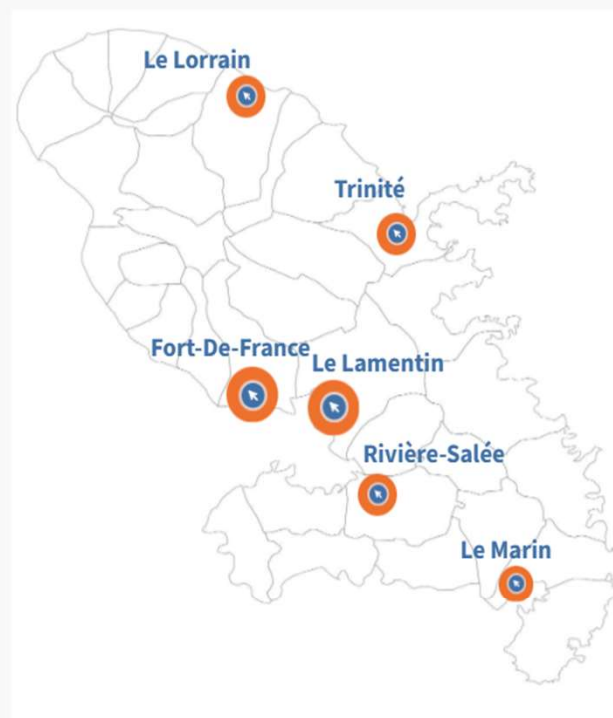 Le Lorrain
Trinité
Fort-De-France
Le Lamentin
Rivière-Salée
Le Marin